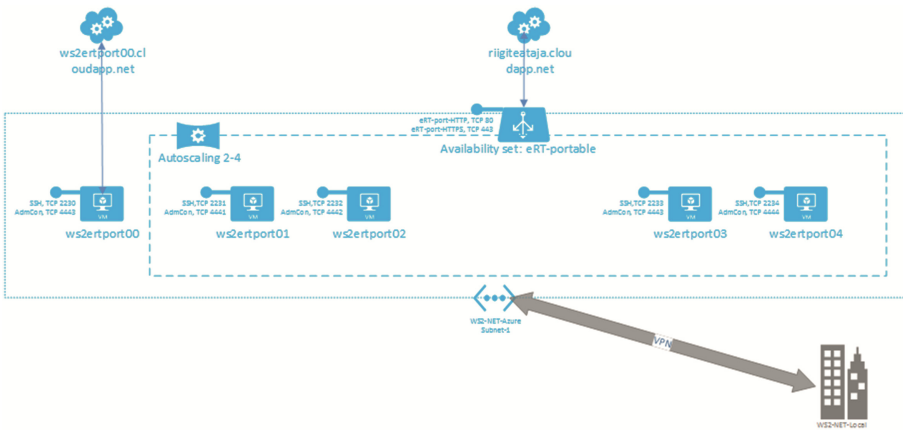 ws2ertport00.cl
oudapp.net
riigiteataja.clou
dapp.net
eRT-port-HTTP, TCP 80
eRT-port-HTTPS, TCP 443
Availability set: eRT-portable
Autoscaling 2-4
SSH,TCP 2230
AdmCon, TCP 4440
VM
ws2ertport00
SSH,TCP 2231
AdmCon, TCP 4441
VM
ws2ertport01
SSH,TCP 2232
AdmCon, TCP 4442
VM
ws2ertport02
SSH,TCP 2233
AdmCon, TCP 4443
VM
ws2ertport03
SSH,TCP 2234
AdmCon, TCP 4444
VM
ws2ertport04
WS2-NET-Azure
Subnet-1
VPN
WS2-NET-Local